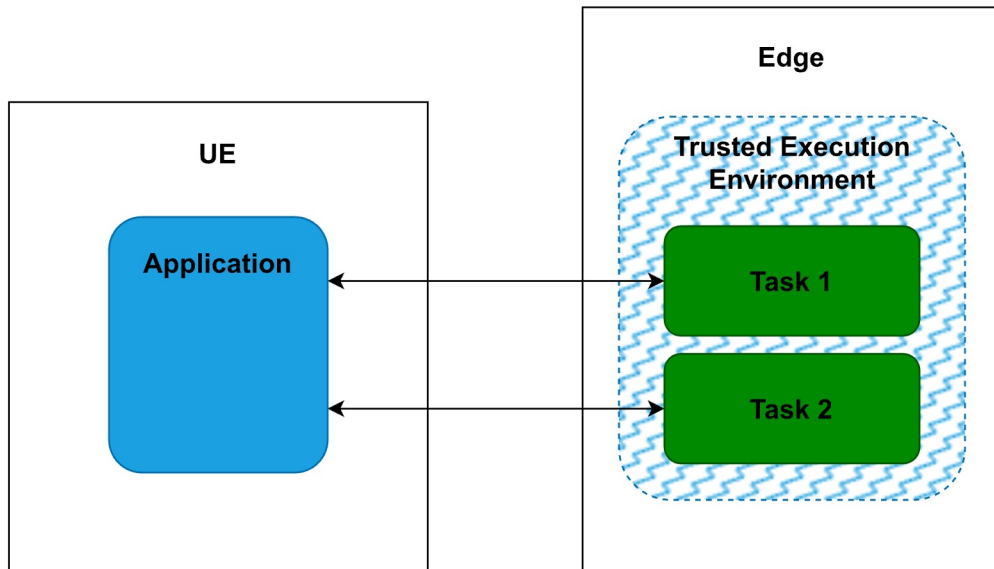 UE
Application
Edge
Trusted Execution
Environment
Task 1
Task 2